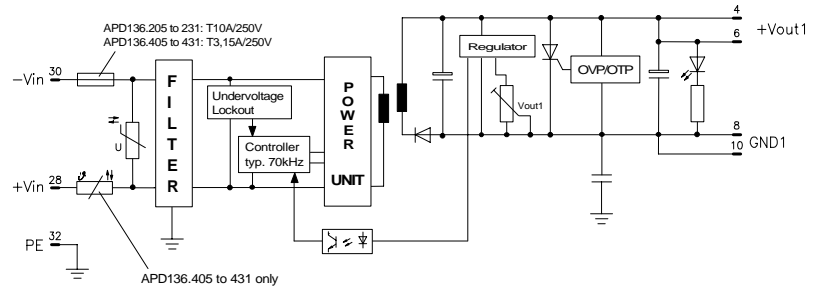 APD136.205 to 231: T10A/250V
APD136.405 to 431: T3,15A/250V
−Vin 30
FILTER
U
+Vin 28
ϑ
PE 32
APD136.405 to 431 only
Undervoltage
Lockout
Controller
typ. 70kHz
POWER
UNIT
Regulator
Vout1
OVP/OTP
4
+Vout1
6
8
GND1
10